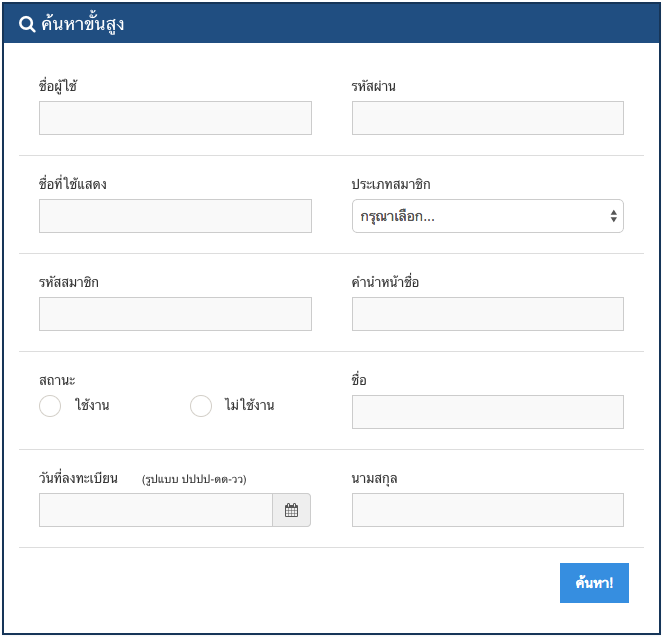 ค้นหาขั้นสูง
ชื่อผู้ใช้ รหัสผ่าน
ชื่อที่ใช้แสดง ประเภทสมาชิก
กรุณาเลือก...
รหัสสมาชิก คำนำหน้าชื่อ
สถานะ ชื่อ
ใช้งาน ไม่ใช้งาน
วันที่ลงทะเบียน (รูปแบบ ปปปป-ดด-วว) นามสกุล
ค้นหา!